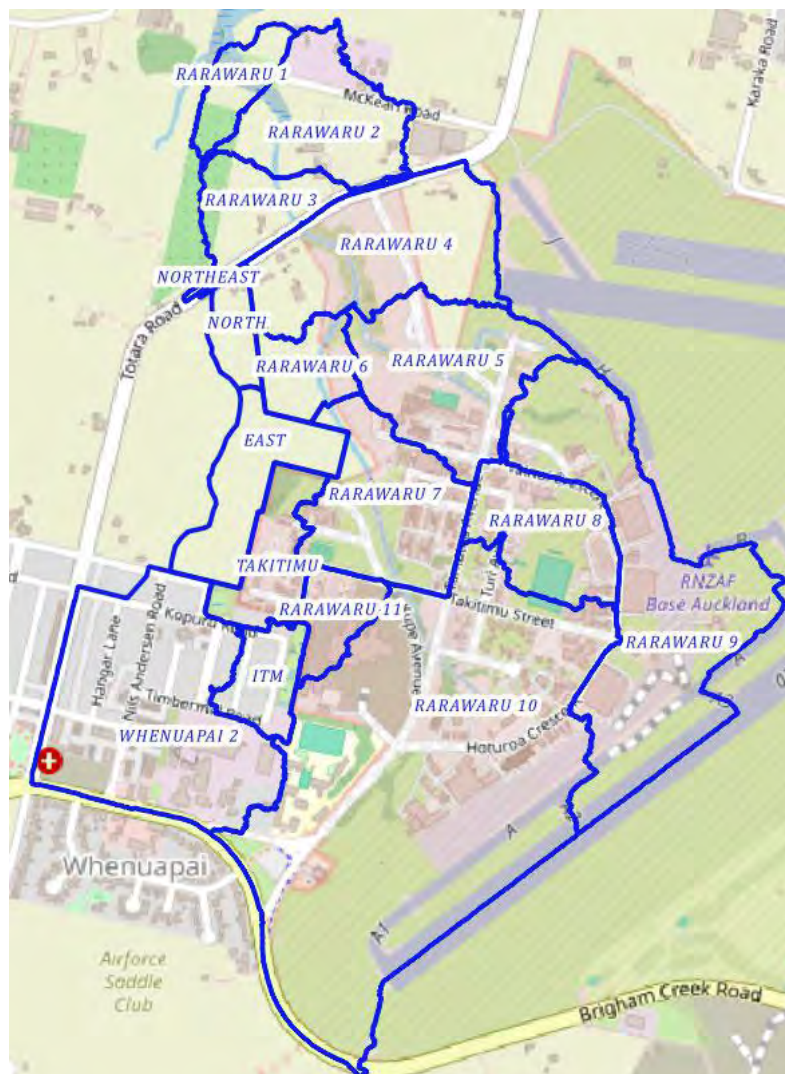 Karaka Road
RARAWARU 1
McKean Road
RARAWARU 2
RARAWARU 3
RARAWARU 4
NORTHEAST
NORTH
Totara Road
RARAWARU 5
RARAWARU 6
H
EAST
RARAWARU 7
RARAWARU 8
TAKITIMU
RNZAF
Base Auckland
Takitimu Street
RARAWARU 11
Kopuru Road
RARAWARU 9
A
Hangar Lane
Nils Andersen Road
ITM
RARAWARU 10
Timbermill Road
WHENUAPAI 2
Hoturoa Crescent
A
Whenuapai
A1
Airforce
Saddle
Club
Brigham Creek Road